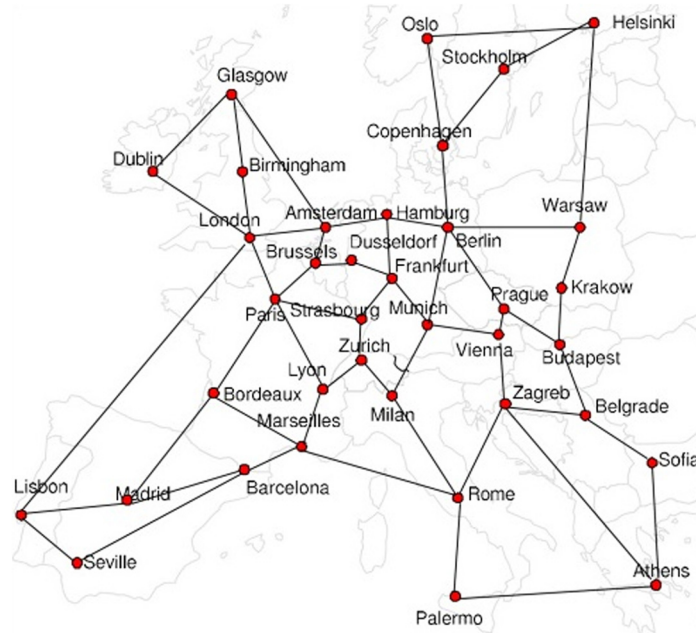 Oslo
Helsinki
Stockholm
Glasgow
Copenhagen
Dublin
Birmingham
London
Amsterdam
Hamburg
Warsaw
Brussels
Dusseldorf
Berlin
Frankfurt
Krakow
Paris
Strasbourg
Munich
Prague
Zurich
Vienna
Budapest
Lyon
Bordeaux
Zagreb
Belgrade
Marseilles
Milan
Sofia
Lisbon
Madrid
Barcelona
Rome
Seville
Athens
Palermo